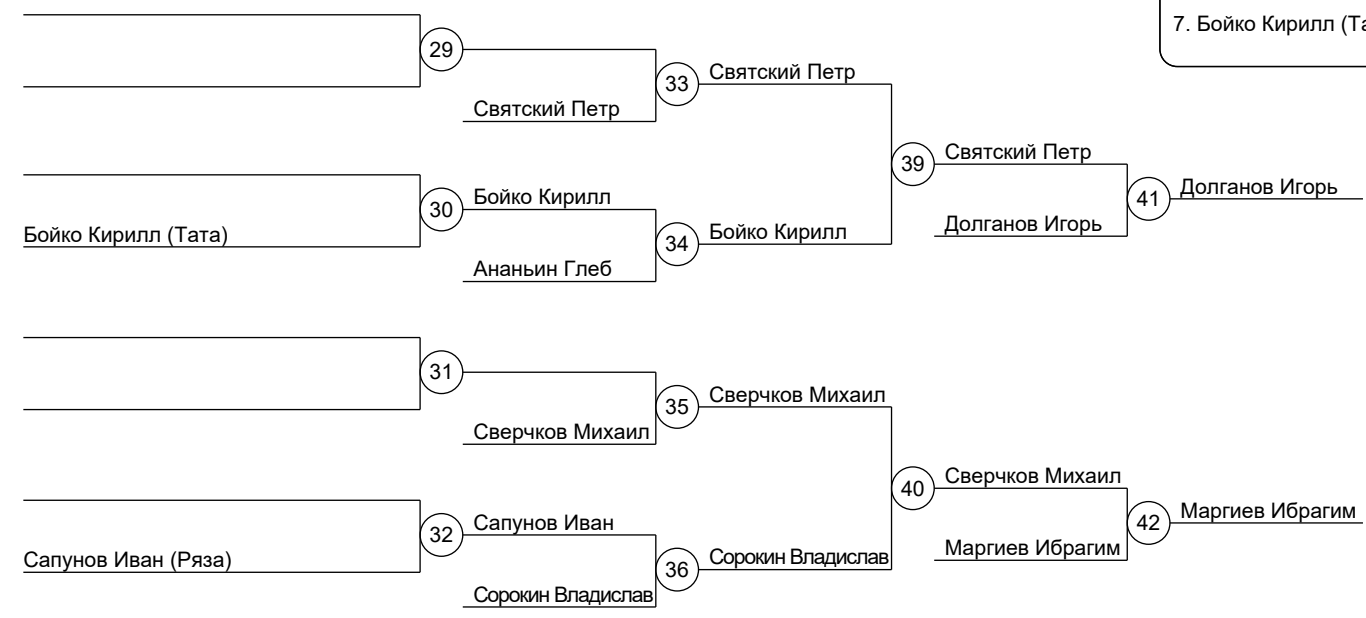 7. Бойко Кирилл (Та
29
33
Святский Петр
Святский Петр
39
Святский Петр
41
Долганов Игорь
30
Бойко Кирилл
Бойко Кирилл (Тата)
34
Бойко Кирилл
Долганов Игорь
Ананьин Глеб
31
35
Сверчков Михаил
Сверчков Михаил
40
Сверчков Михаил
42
Маргиев Ибрагим
32
Сапунов Иван
Сапунов Иван (Ряза)
36
Сорокин Владислав
Маргиев Ибрагим
Сорокин Владислав